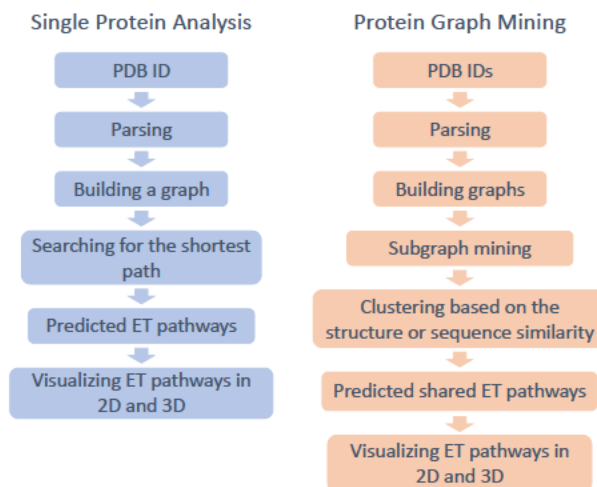 Single Protein Analysis
PDB ID
Parsing
Building a graph
Searching for the shortest
path
Predicted ET pathways
Visualizing ET pathways in
2D and 3D
Protein Graph Mining
PDB IDs
Parsing
Building graphs
Subgraph mining
Clustering based on the
structure or sequence similarity
Predicted shared ET pathways
Visualizing ET pathways in
2D and 3D